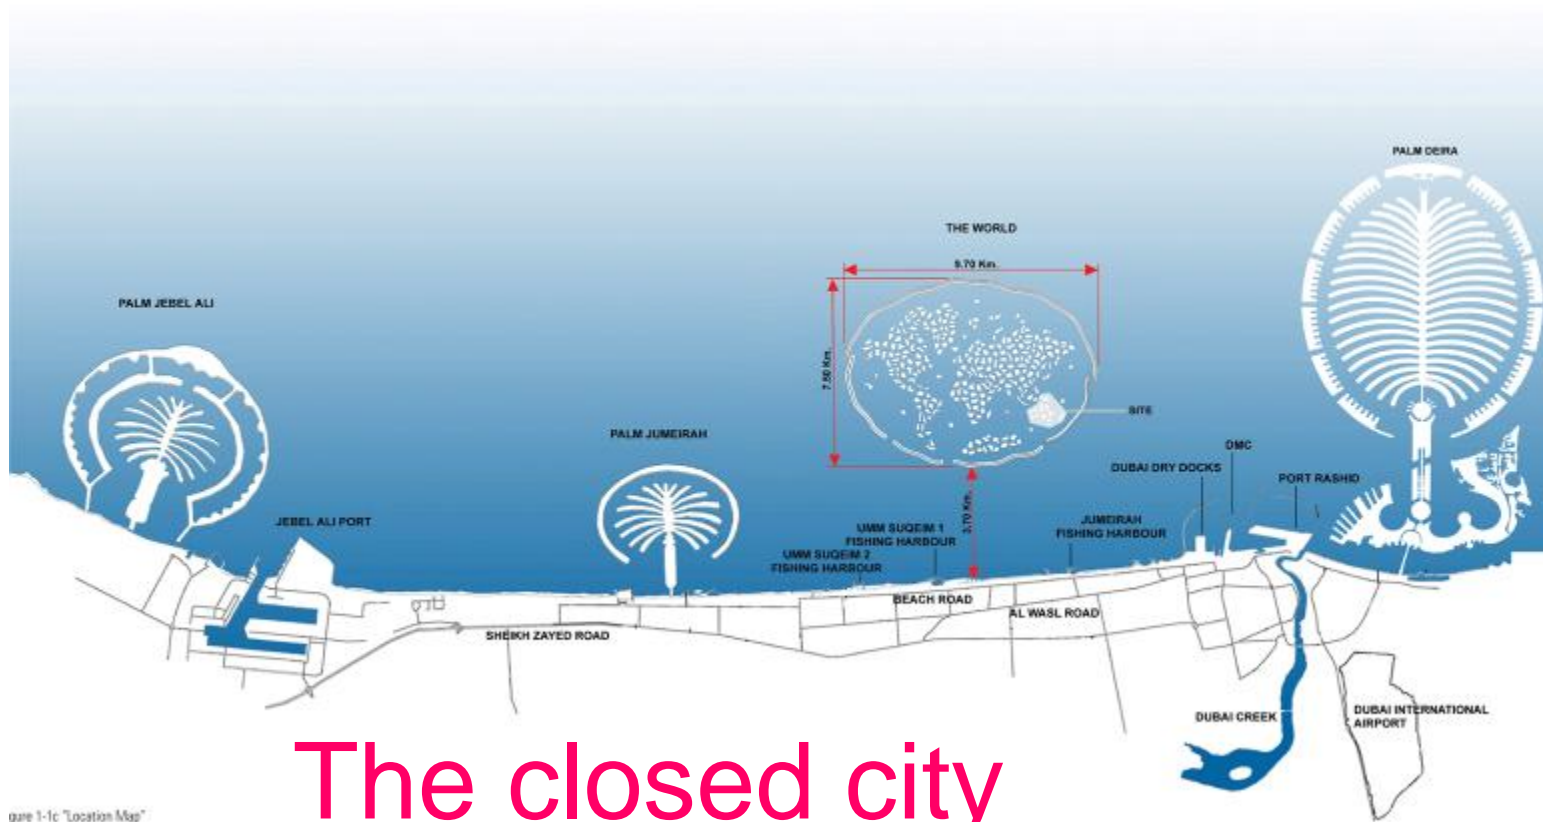 PALM DEIRA
THE WORLD
9.70 Km.
PALM JEBEL ALI
7.50 Km.
SITE
PALM JUMEIRAH
DMC
DUBAI DRY DOCKS
PORT RASHID
JEBEL ALI PORT
3.70 Km.
UMM SUQEIM 1
FISHING HARBOUR
JUMEIRAH
FISHING HARBOUR
UMM SUQEIM 2
FISHING HARBOUR
BEACH ROAD
AL WASL ROAD
SHEIKH ZAYED ROAD
DUBAI CREEK
DUBAI INTERNATIONAL
AIRPORT
The closed city
gure 1-1c "Location Map"